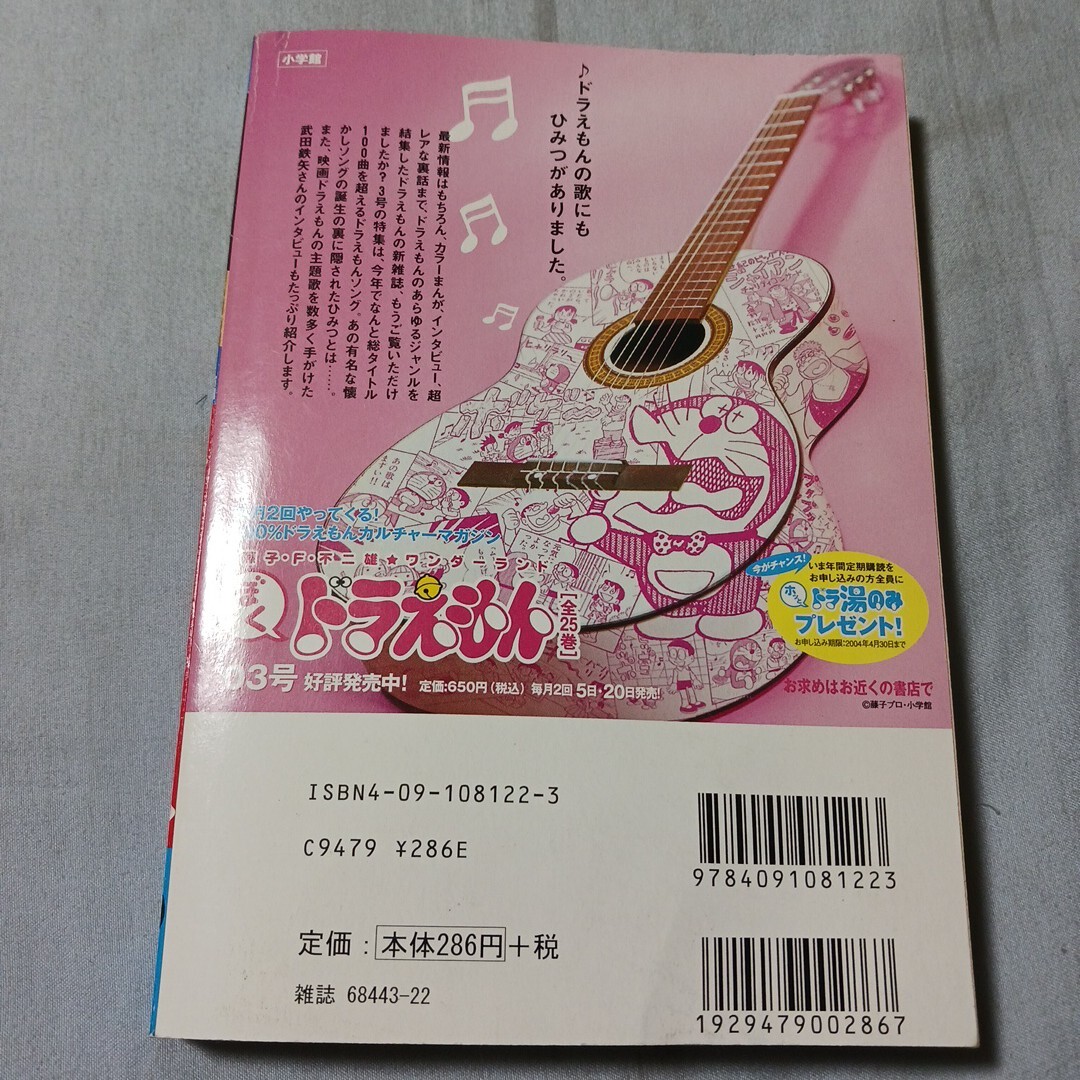 小学館
♪ドラえもんの歌にも
ひみつがありました。
最新情報はもちろん、カラーまんが、インタビュー、超
レアな裏話まで、ドラえもんのあらゆるジャンルを
結集したドラえもんの新雑誌、もうご覧いただけ
ましたか?3号の特集は、今年でなんと総タイトル
100曲を超えるドラえもんソング。あの有名な懐
かしソングの誕生の裏に隠されたひみつとは……。
また、映画ドラえもんの主題歌を数多く手がけた
武田鉄矢さんのインタビューもたっぷり紹介します。
月2回やってくる!
00%ドラえもんカルチャーマガジン
子・F・不二雄★ワンダーランド
ぼく
ドラえもん
[全25巻]
03号 好評発売中! 定価:650円(税込) 毎月2回 5日・20日発売!
今がチャンス!
いま年間定期購読を
お申し込みの方全員に
ホッと
ドラ湯のみ
プレゼント!
お申し込み期限:2004年4月30日まで
お求めはお近くの書店で
©藤子プロ・小学館
あの歌は
まずい!!
ISBN4-09-108122-3
C9479 ¥286E
9784091081223
定価:本体286円+税
雑誌 68443-22
1929479002867